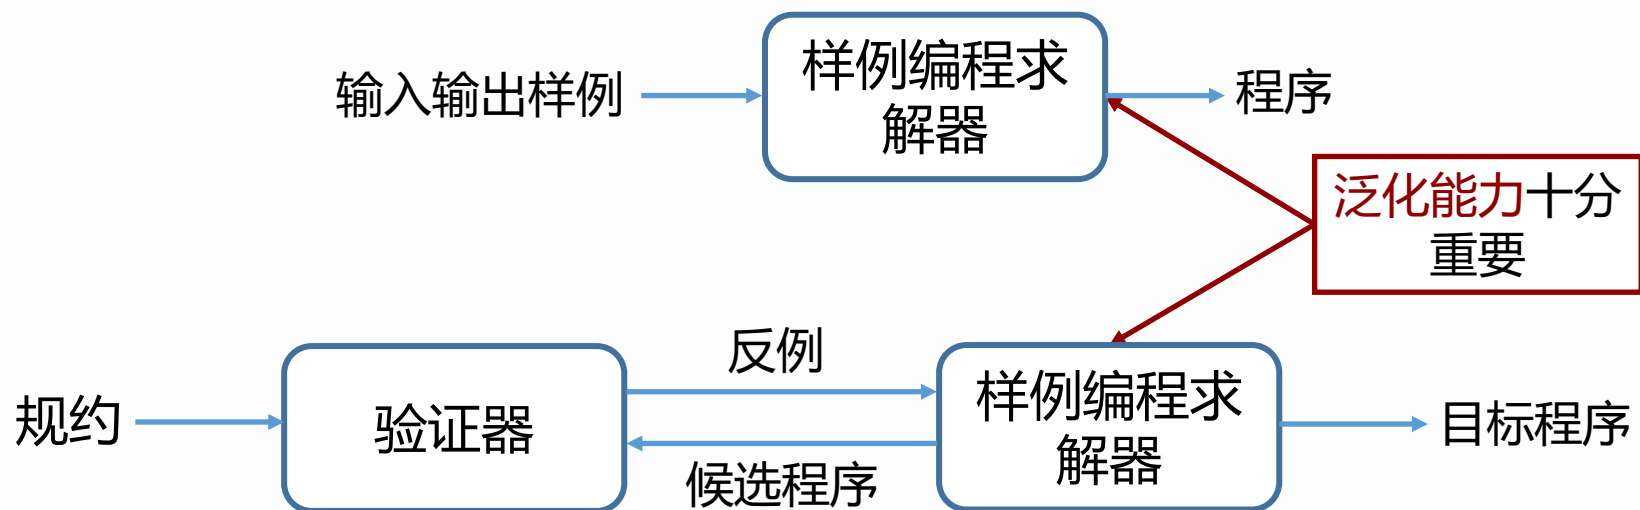 输入输出样例
样例编程求
解器
程序
泛化能力十分
重要
规约
验证器
反例
候选程序
样例编程求
解器
目标程序